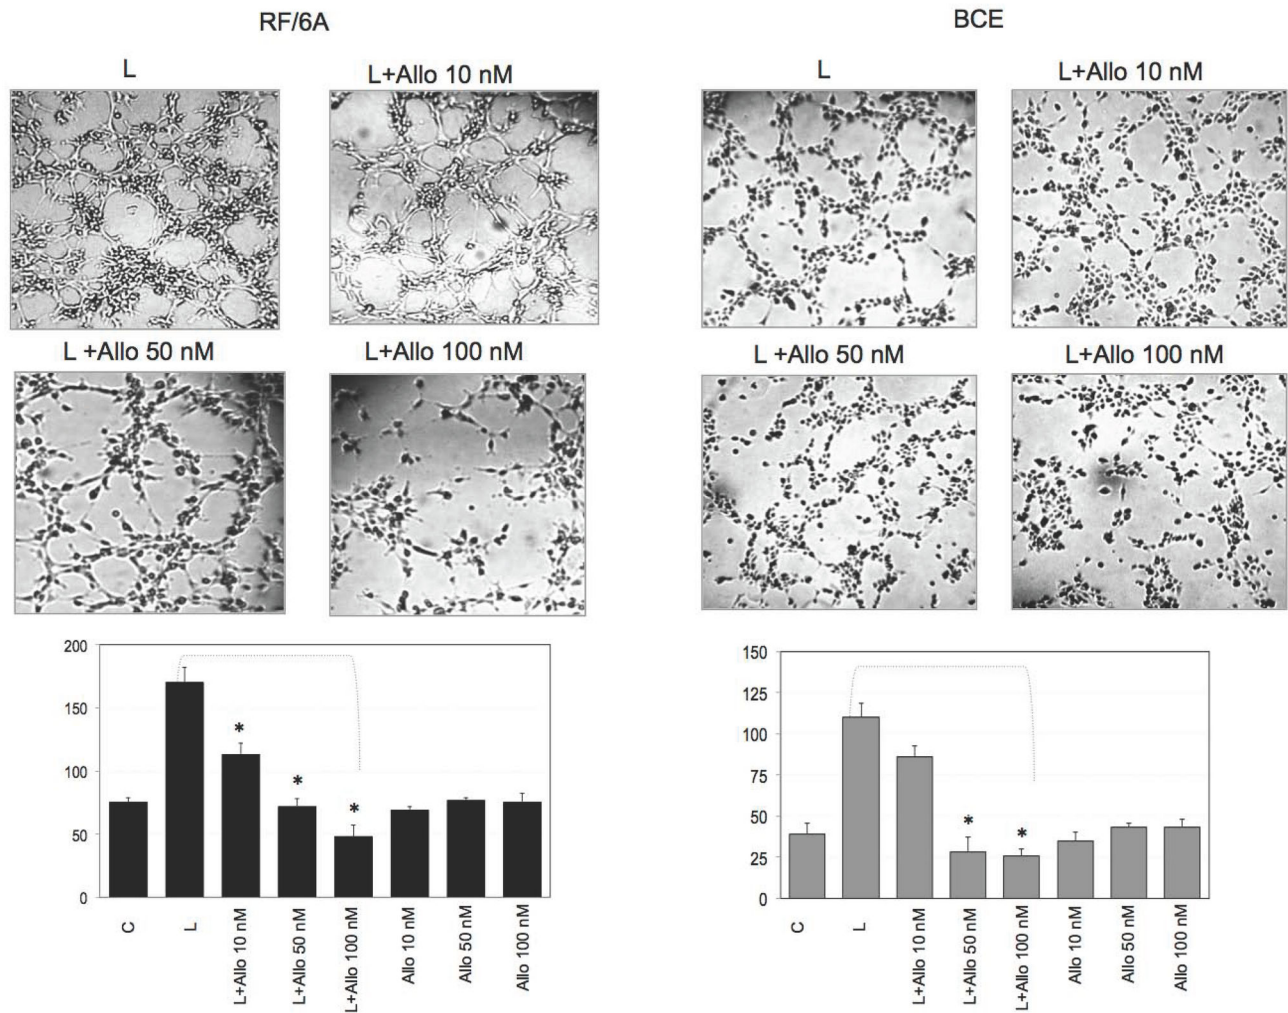 RF/6A
L
L+Allo 10 nM
L +Allo 50 nM
L+Allo 100 nM
200
150
100
50
0
*
*
*
C
L
L+Allo 10 nM
L+Allo 50 nM
L+Allo 100 nM
Allo 10 nM
Allo 50 nM
Allo 100 nM
BCE
L
L+Allo 10 nM
L +Allo 50 nM
L+Allo 100 nM
150
125
100
75
50
25
0
*
*
C
L
L+Allo 10 nM
L+Allo 50 nM
L+Allo 100 nM
Allo 10 nM
Allo 50 nM
Allo 100 nM